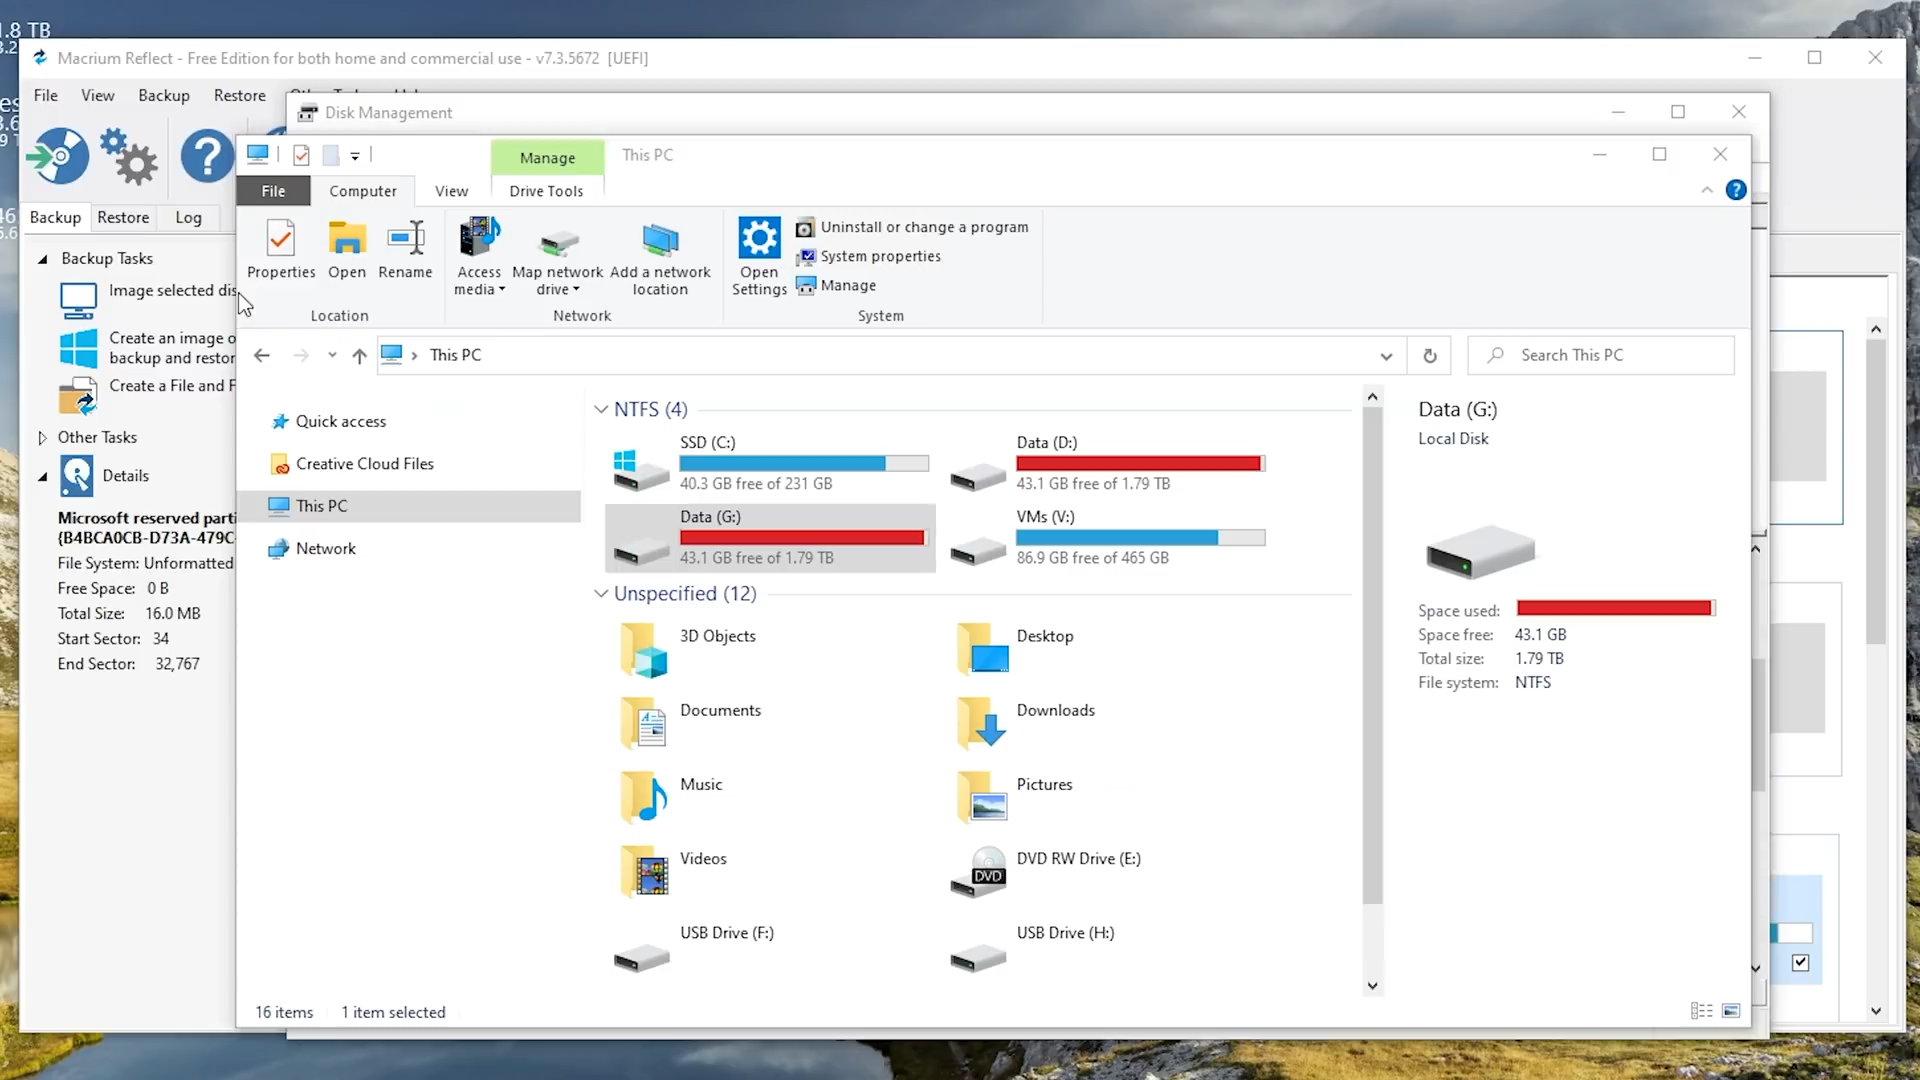 1.8 TB
Macrium Reflect - Free Edition for both home and commercial use - v7.3.5672 [UEFI]
File View Backup Restore
Disk Management
Manage
This PC
File
Computer
View
Drive Tools
Backup
Restore
Log
Properties
Open
Rename
Access media
Map network drive
Add a network location
Open Settings
Uninstall or change a program
System properties
Manage
Location
Network
System
Backup Tasks
Image selected dis
Create an image o
backup and restor
Create a File and F
Other Tasks
Details
Microsoft reserved parti
{B4BCA0CB-D73A-479C-
File System: Unformatted
Free Space: 0 B
Total Size: 16.0 MB
Start Sector: 34
End Sector: 32,767
This PC
Search This PC
Quick access
Creative Cloud Files
This PC
Network
NTFS (4)
SSD (C:)
40.3 GB free of 231 GB
Data (D:)
43.1 GB free of 1.79 TB
Data (G:)
43.1 GB free of 1.79 TB
VMs (V:)
86.9 GB free of 465 GB
Unspecified (12)
3D Objects
Desktop
Documents
Downloads
Music
Pictures
Videos
DVD RW Drive (E:)
DVD
USB Drive (F:)
USB Drive (H:)
Data (G:)
Local Disk
Space used:
Space free: 43.1 GB
Total size: 1.79 TB
File system: NTFS
16 items
1 item selected